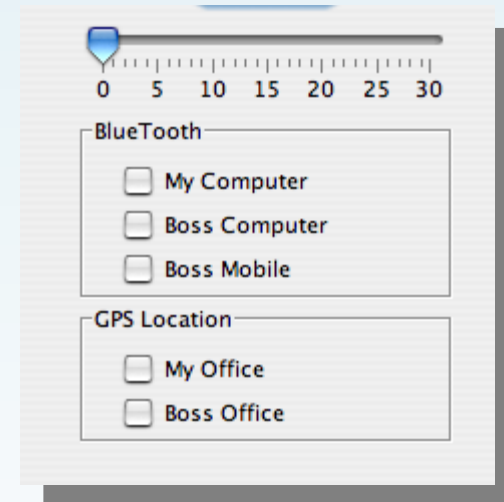 0 5 10 15 20 25 30
BlueTooth
My Computer
Boss Computer
Boss Mobile
GPS Location
My Office
Boss Office